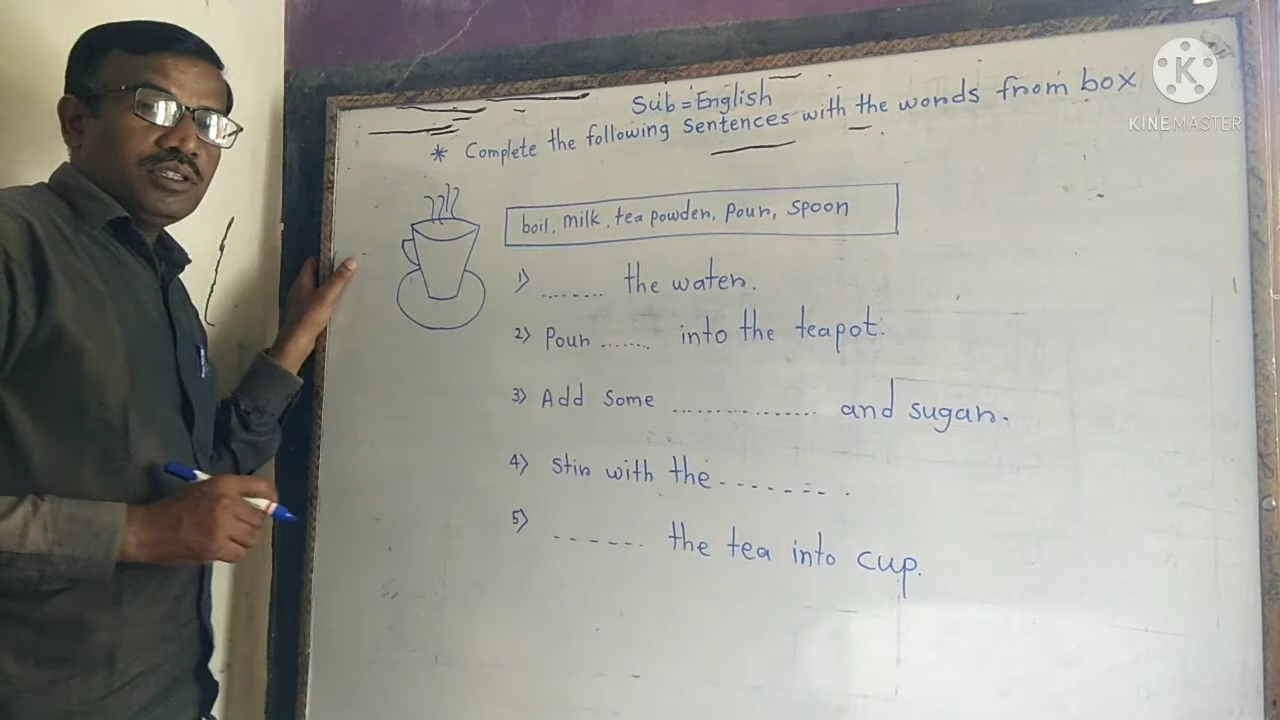 Sub = English
* Complete the following sentences with the words from box
boil, milk, tea powder, pour, spoon
1) ....... the water.
2) Pour ....... into the teapot.
3) Add some ................ and sugar.
4) Stir with the ------- .
5) ------ the tea into cup.
K
KINEMASTER